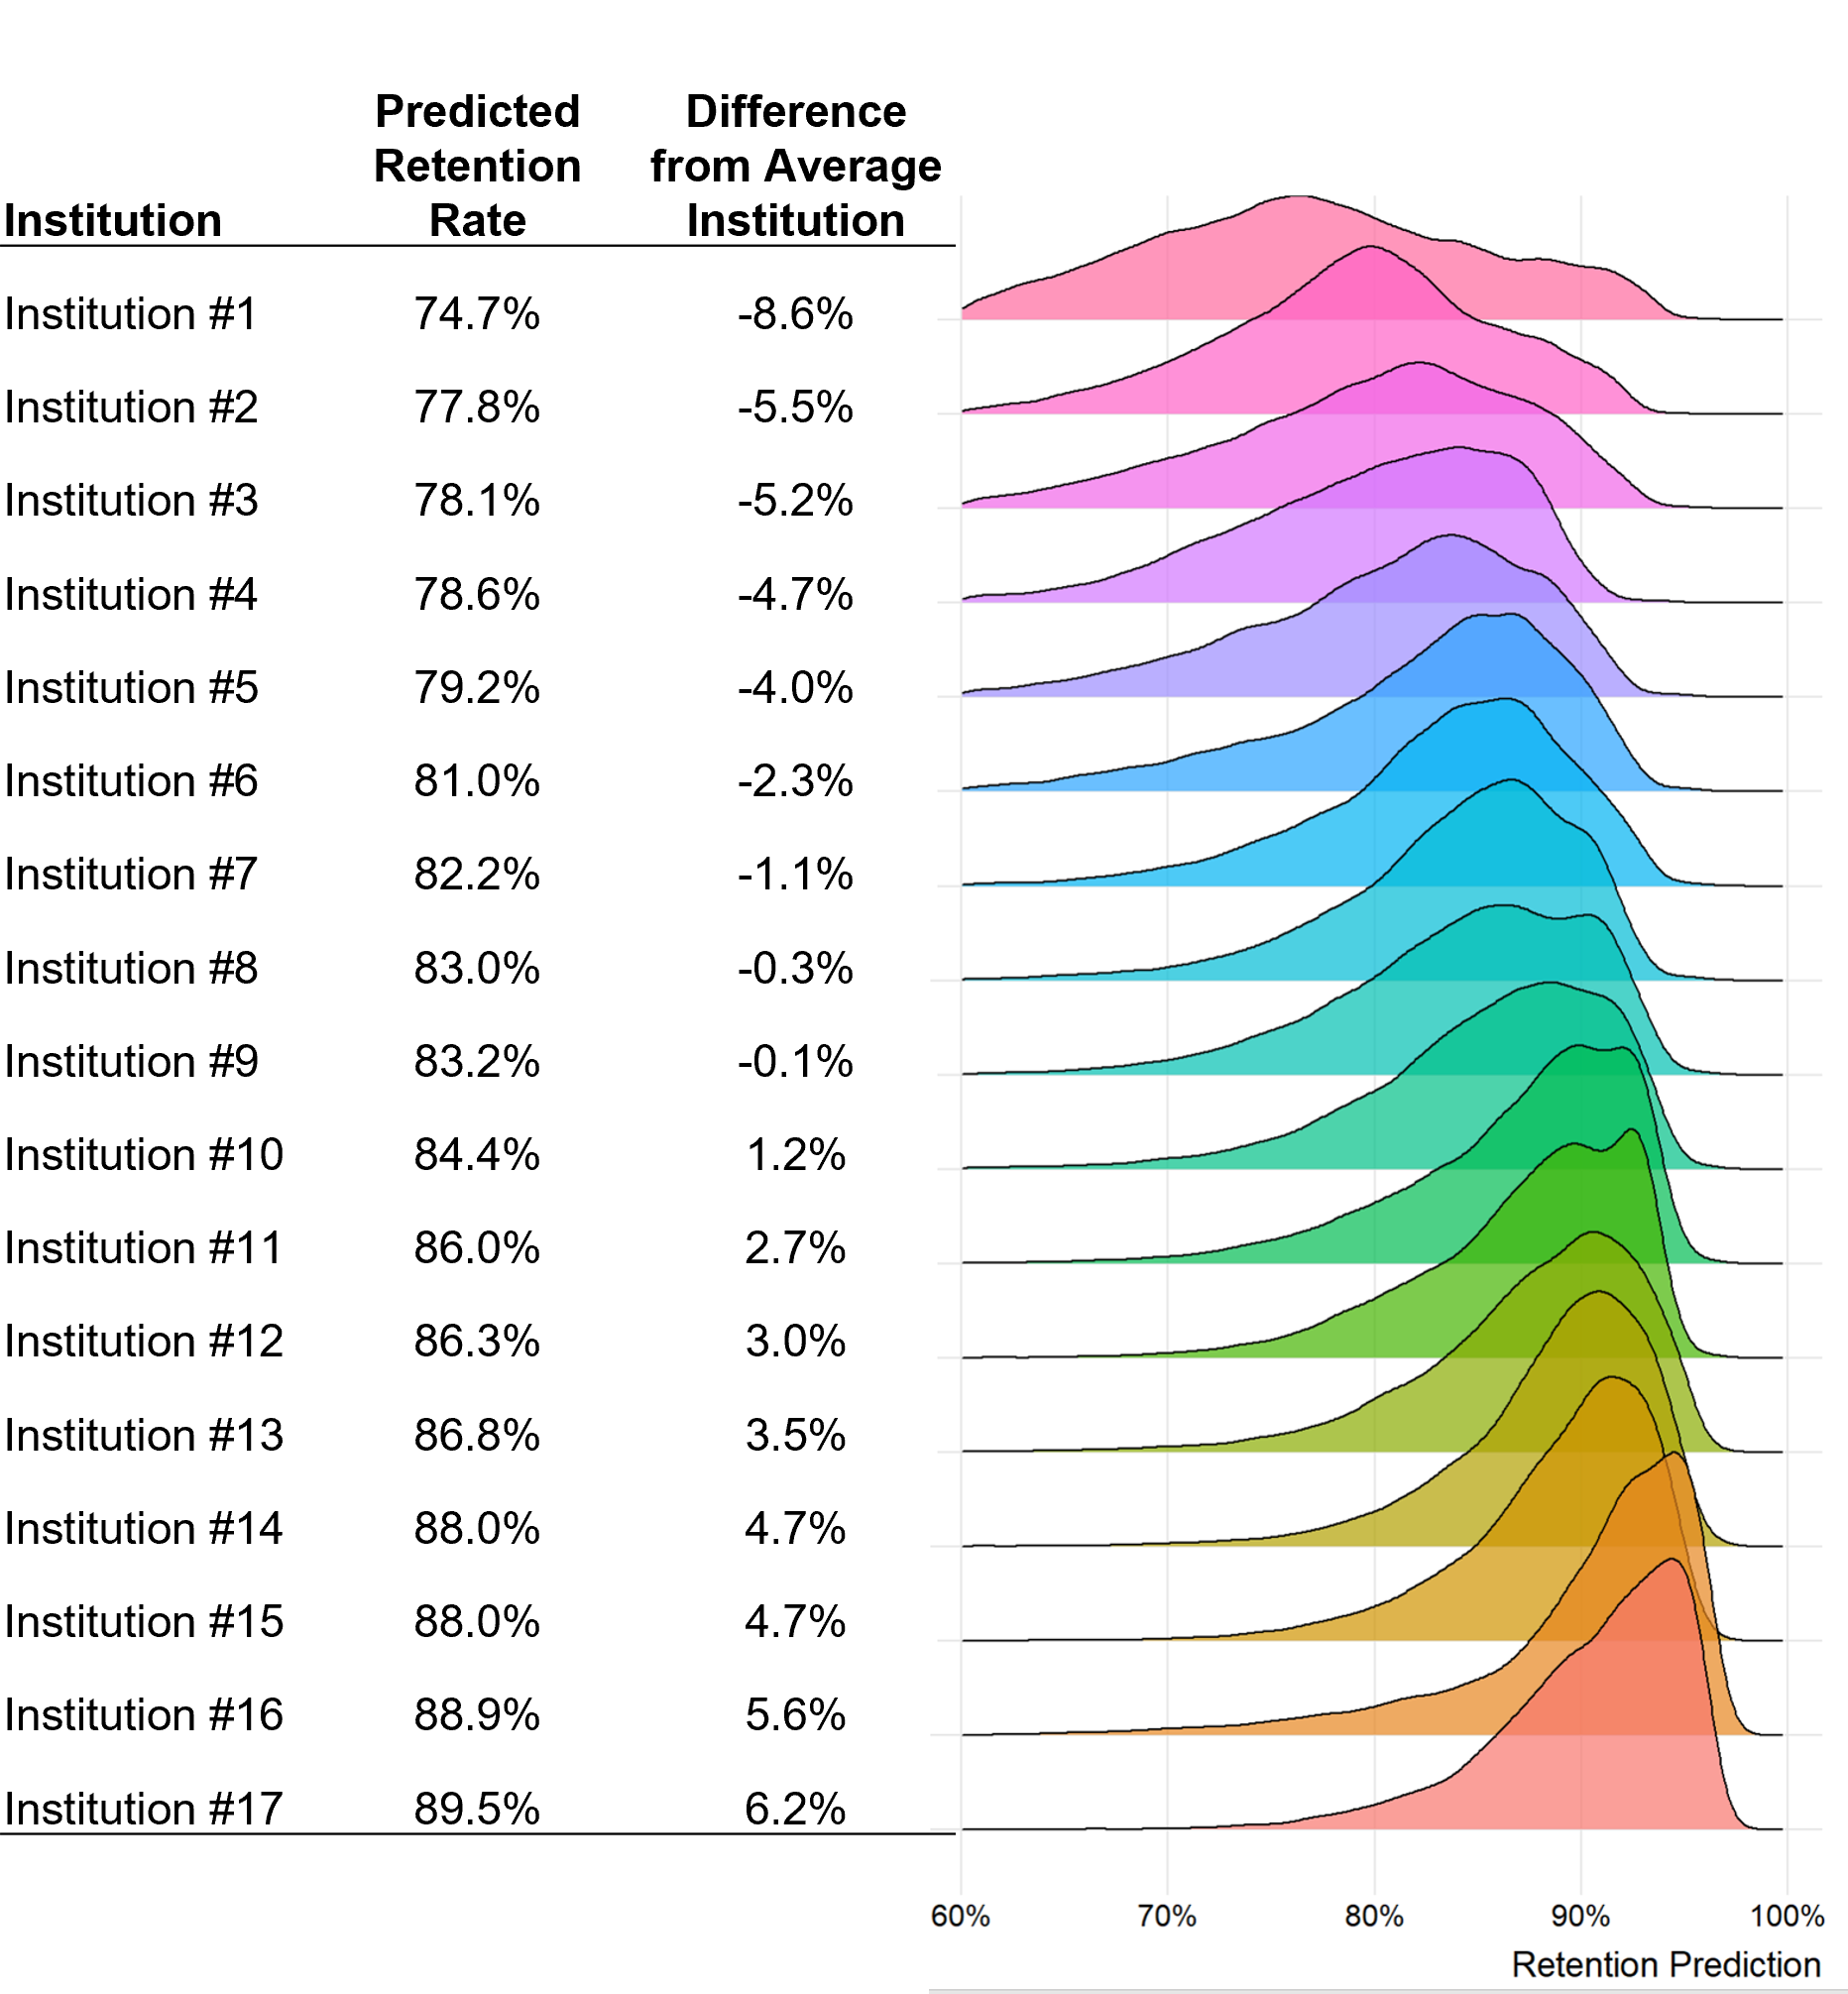 Predicted Difference
Retention from Average
Institution Rate Institution
Institution #1 74.7% -8.6%
Institution #2 77.8% -5.5%
Institution #3 78.1% -5.2%
Institution #4 78.6% -4.7%
Institution #5 79.2% -4.0%
Institution #6 81.0% -2.3%
Institution #7 82.2% -1.1%
Institution #8 83.0% -0.3%
Institution #9 83.2% -0.1%
Institution #10 84.4% 1.2%
Institution #11 86.0% 2.7%
Institution #12 86.3% 3.0%
Institution #13 86.8% 3.5%
Institution #14 88.0% 4.7%
Institution #15 88.0% 4.7%
Institution #16 88.9% 5.6%
Institution #17 89.5% 6.2%
60% 70% 80% 90% 100%
Retention Prediction